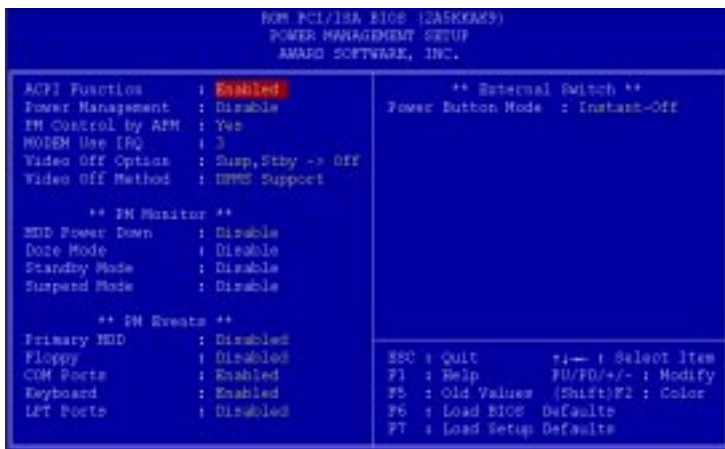 ROM PCI/ISA BIOS (2A5KKAK9)
POWER MANAGEMENT SETUP
AWARD SOFTWARE, INC.
ACPI Function : Enabled
Power Management : Disable
PM Control by APM : Yes
MODEM Use IRQ : 3
Video Off Option : Susp,Stby -> Off
Video Off Method : DPMS Support
** PM Monitor **
HDD Power Down : Disable
Doze Mode : Disable
Standby Mode : Disable
Suspend Mode : Disable
** PM Events **
Primary HDD : Disabled
Floppy : Disabled
COM Ports : Enabled
Keyboard : Enabled
LPT Ports : Disabled
** External Switch **
Power Button Mode : Instant-Off
ESC : Quit ↑↓→← : Select Item
F1 : Help PU/PD/+/- : Modify
F5 : Old Values (Shift)F2 : Color
F6 : Load BIOS Defaults
F7 : Load Setup Defaults